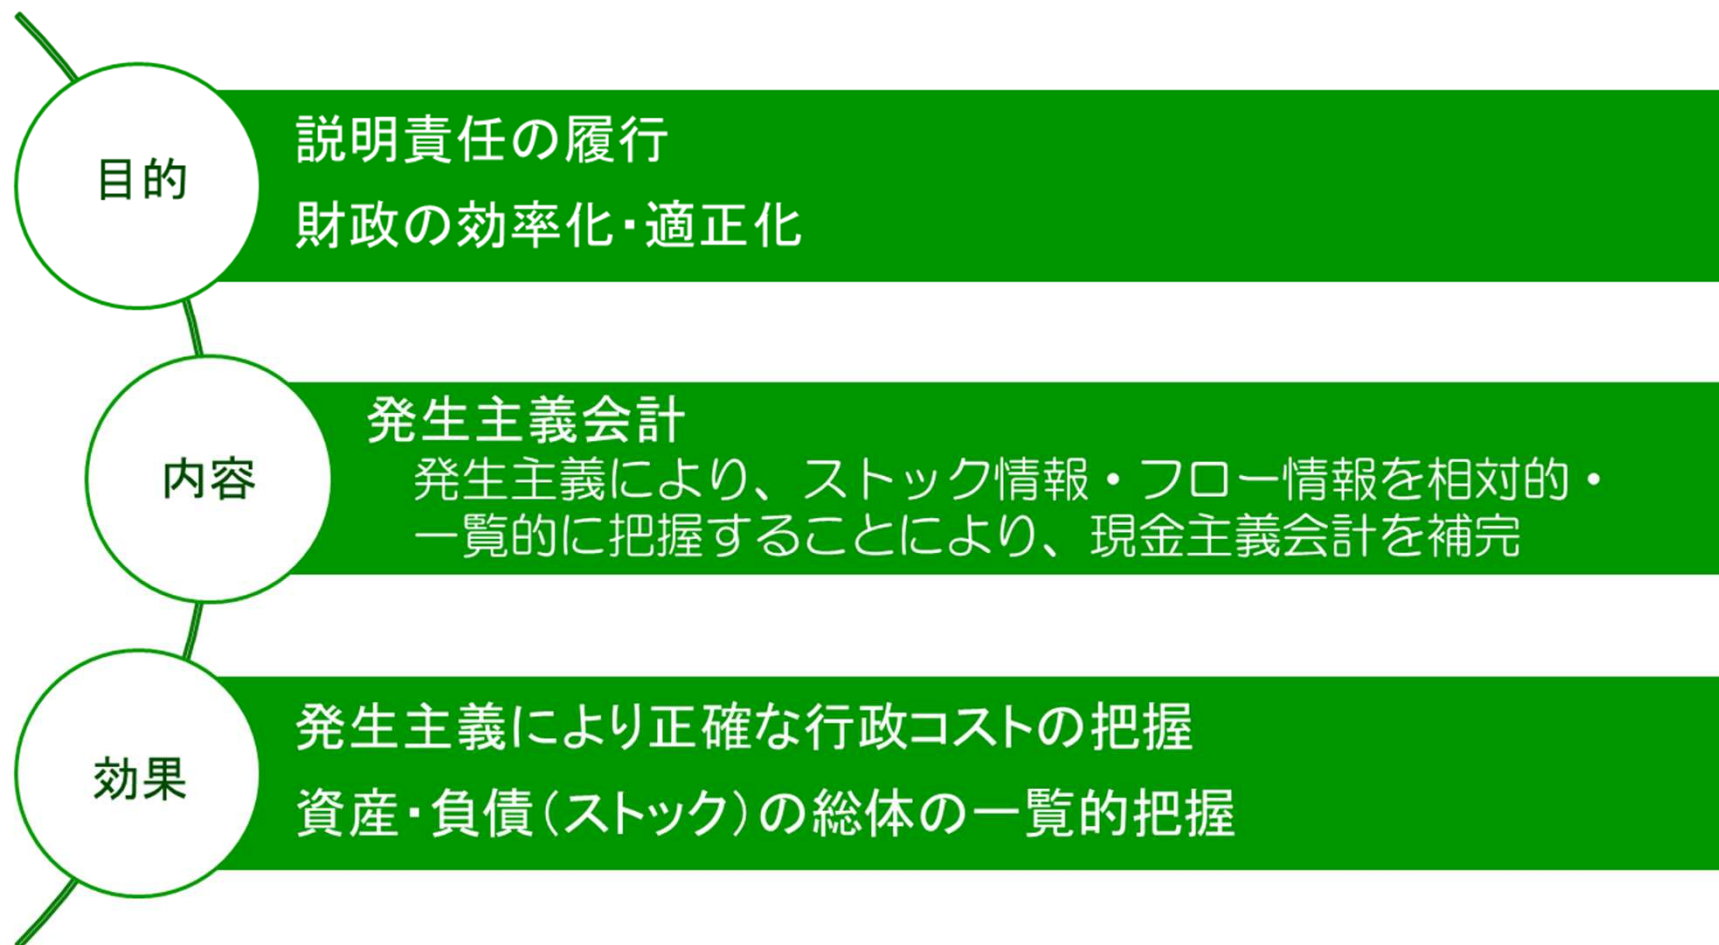 目的
説明責任の履行
財政の効率化・適正化
内容
発生主義会計
発生主義により、ストック情報・フロー情報を相対的・
一覧的に把握することにより、現金主義会計を補完
効果
発生主義により正確な行政コストの把握
資産・負債(ストック)の総体の一覧的把握